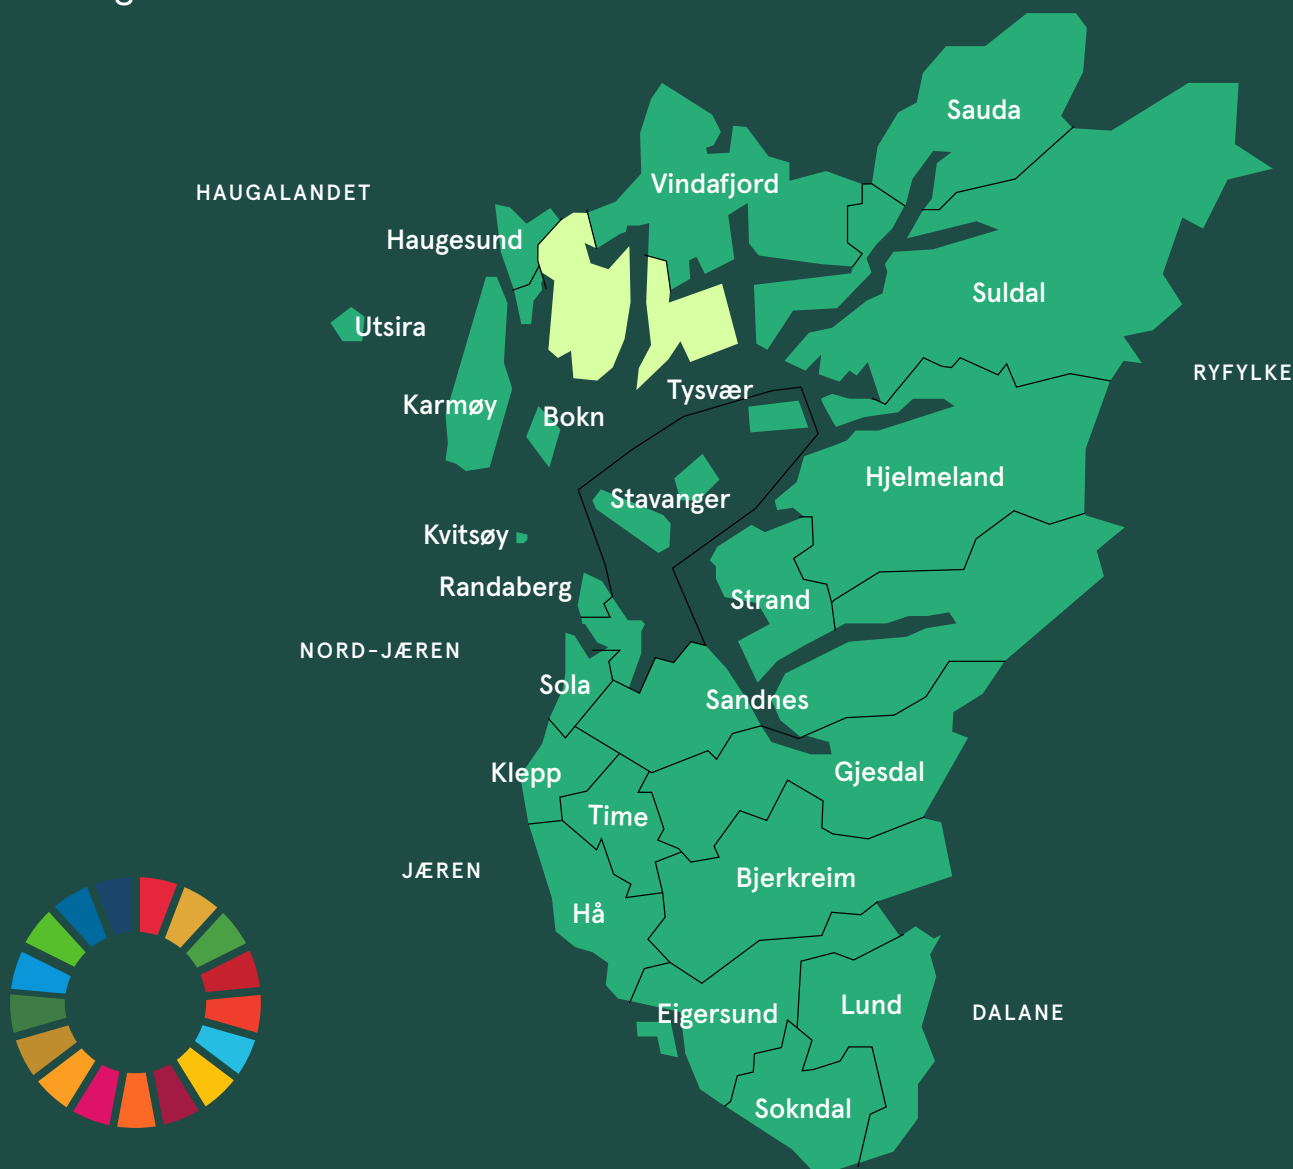 Sauda
Vindafjord
HAUGALANDET
Haugesund
Suldal
Utsira
RYFYLKE
Tysvær
Karmøy
Bokn
Hjelmeland
Stavanger
Kvitsøy
Randaberg
Strand
NORD-JÆREN
Sola
Sandnes
Klepp
Gjesdal
Time
JÆREN
Bjerkreim
Hå
Lund
Eigersund
DALANE
Sokndal